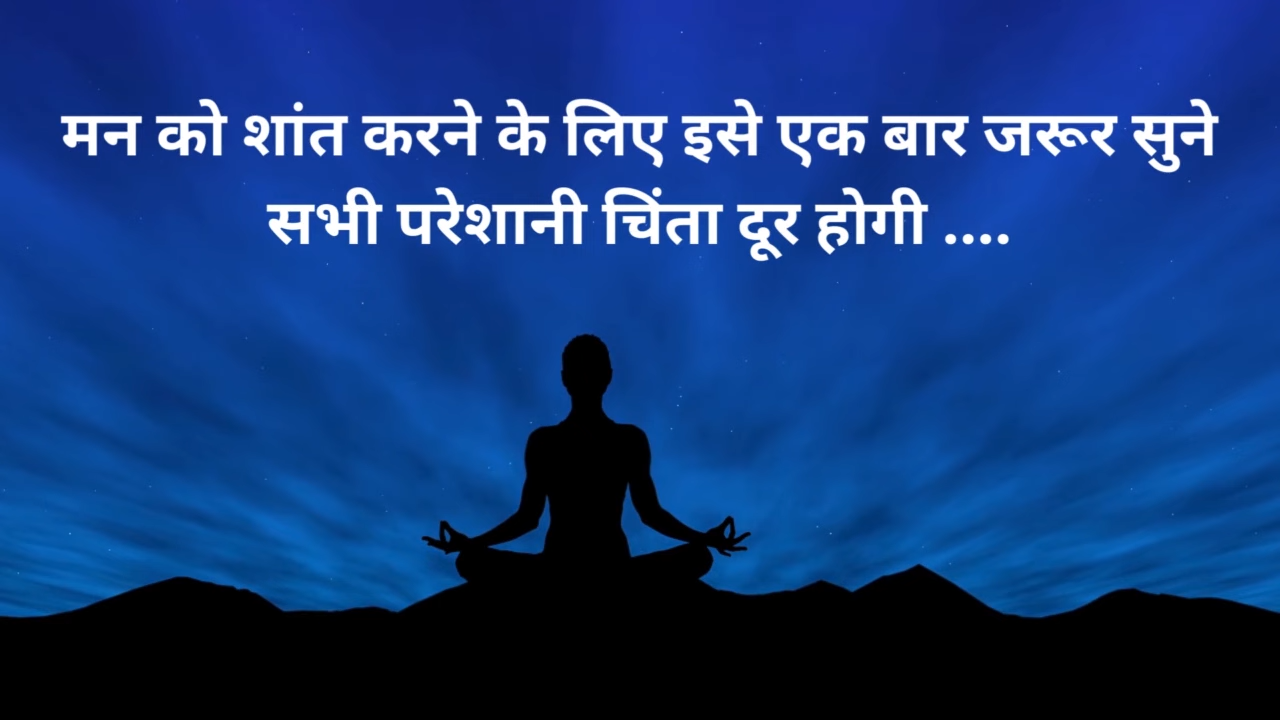 मन को शांत करने के लिए इसे एक बार जरूर सुने
सभी परेशानी चिंता दूर होगी ....